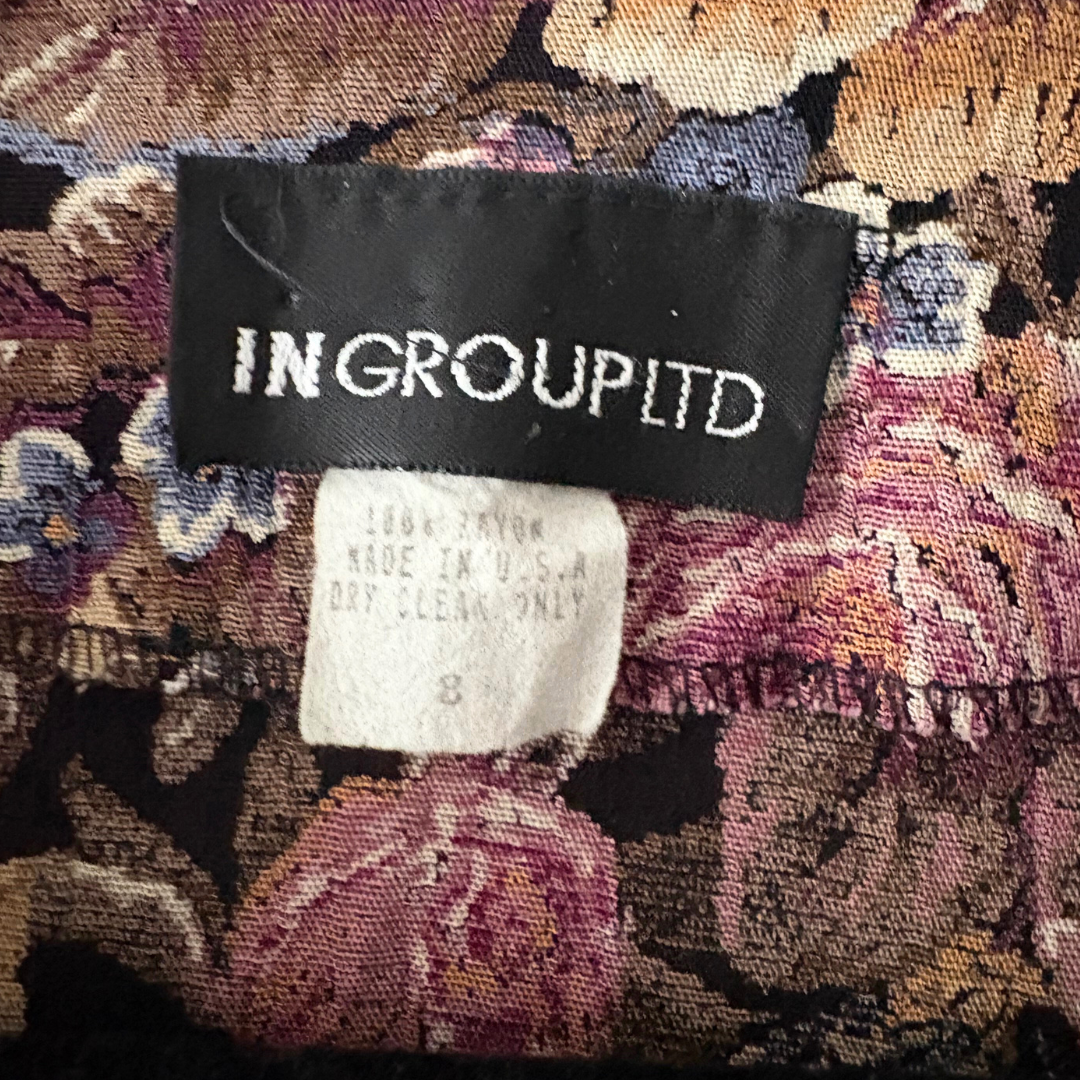 INGROUPLTD
100% RAYON
MADE IN U.S.A
DRY CLEAN ONLY
8